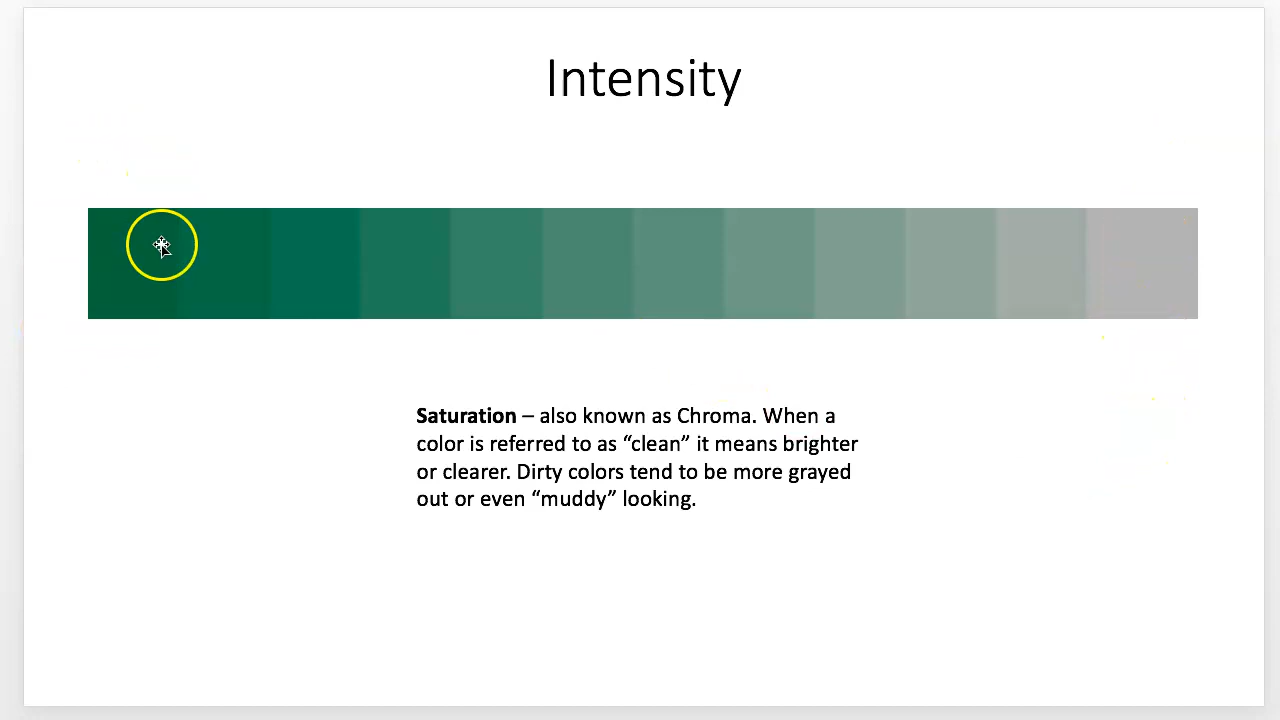 Intensity
Saturation – also known as Chroma. When a
color is referred to as “clean” it means brighter
or clearer. Dirty colors tend to be more grayed
out or even “muddy” looking.